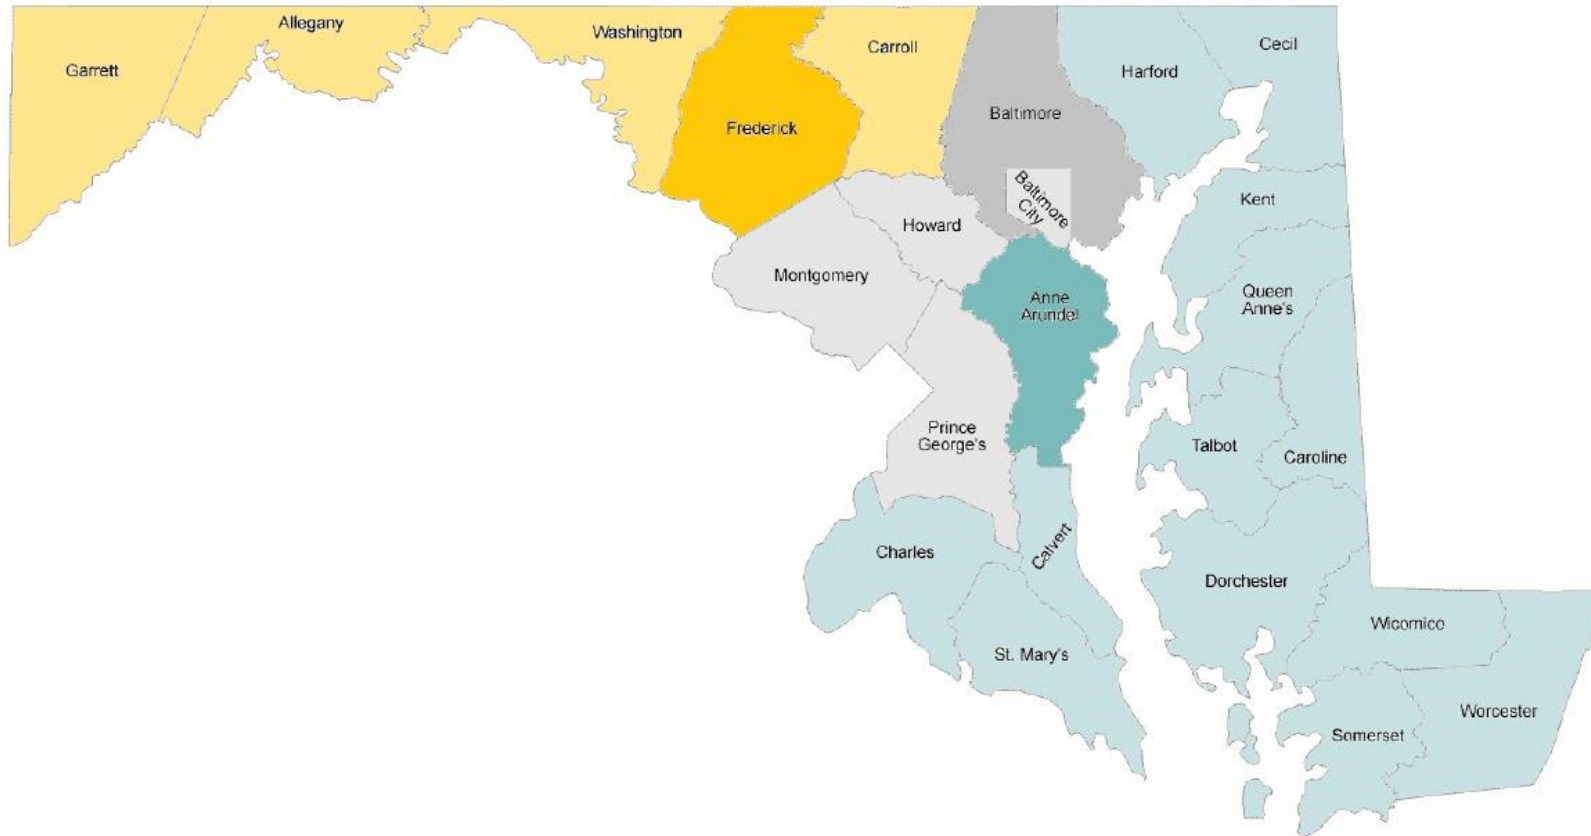 Allegany
Washington
Garrett
Carroll
Cecil
Harford
Frederick
Baltimore
Baltimore
City
Kent
Howard
Montgomery
Anne
Arundel
Queen
Anne's
Prince
George's
Talbot
Caroline
Charles
Calvert
Dorchester
Wicomico
St. Mary's
Worcester
Somerset